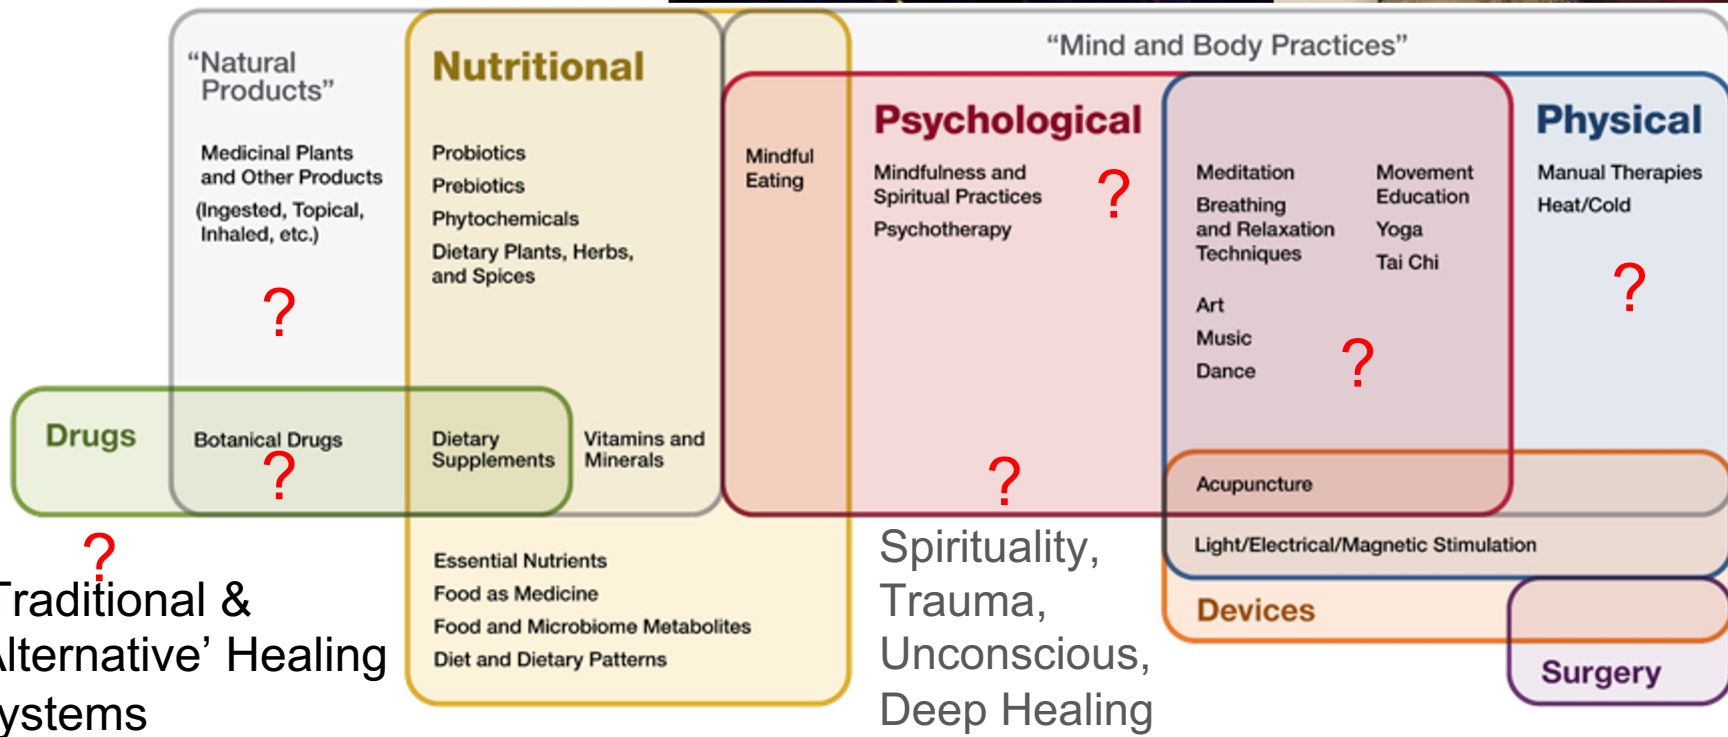 “Natural
Products”
Medicinal Plants
and Other Products
(Ingested, Topical,
Inhaled, etc.)
?
Nutritional
Probiotics
Prebiotics
Phytochemicals
Dietary Plants, Herbs,
and Spices
Mindful
Eating
“Mind and Body Practices”
Psychological
Mindfulness and
Spiritual Practices
Psychotherapy
?
?
Meditation
Breathing
and Relaxation
Techniques
Art
Music
Dance
Movement
Education
Yoga
Tai Chi
?
Physical
Manual Therapies
Heat/Cold
?
Drugs
Botanical Drugs
?
Dietary
Supplements
Vitamins and
Minerals
Acupuncture
Light/Electrical/Magnetic Stimulation
Devices
Surgery
Essential Nutrients
Food as Medicine
Food and Microbiome Metabolites
Diet and Dietary Patterns
?
Traditional &
Alternative’ Healing
ystems
Spirituality,
Trauma,
Unconscious,
Deep Healing